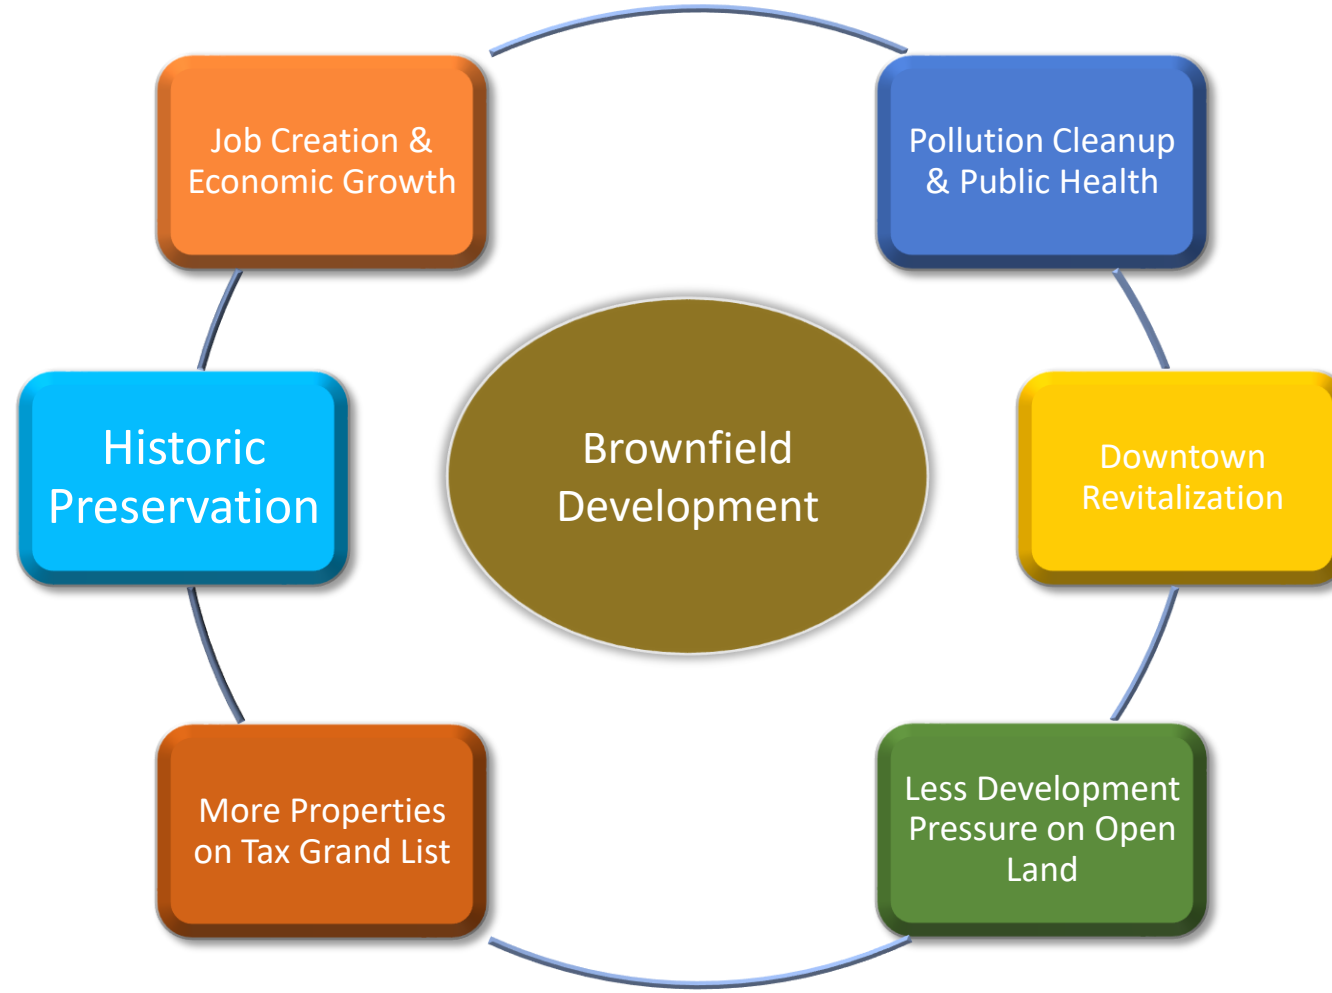 Job Creation &
Economic Growth
Pollution Cleanup
& Public Health
Historic
Preservation
Brownfield
Development
Downtown
Revitalization
More Properties
on Tax Grand List
Less Development
Pressure on Open
Land